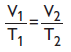 V₁/T₁ = V₂/T₂